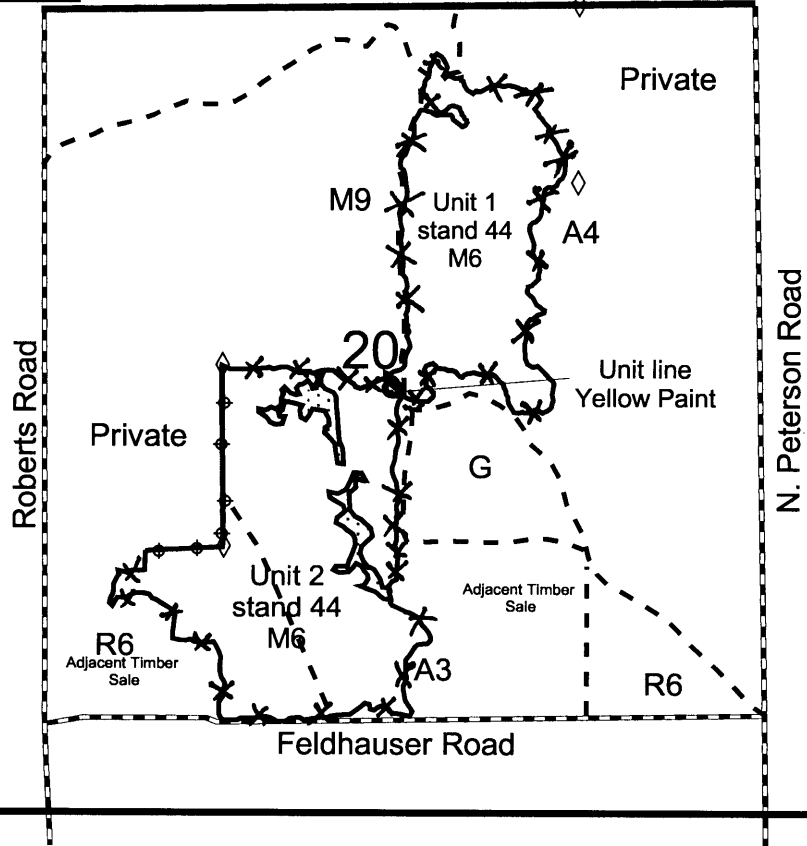 Private
M9
Unit 1
stand 44
M6
A4
20
Unit line
Yellow Paint
Roberts Road
N. Peterson Road
Private
G
Unit 2
stand 44
M6
Adjacent Timber
Sale
R6
Adjacent Timber
Sale
A3
R6
Feldhauser Road